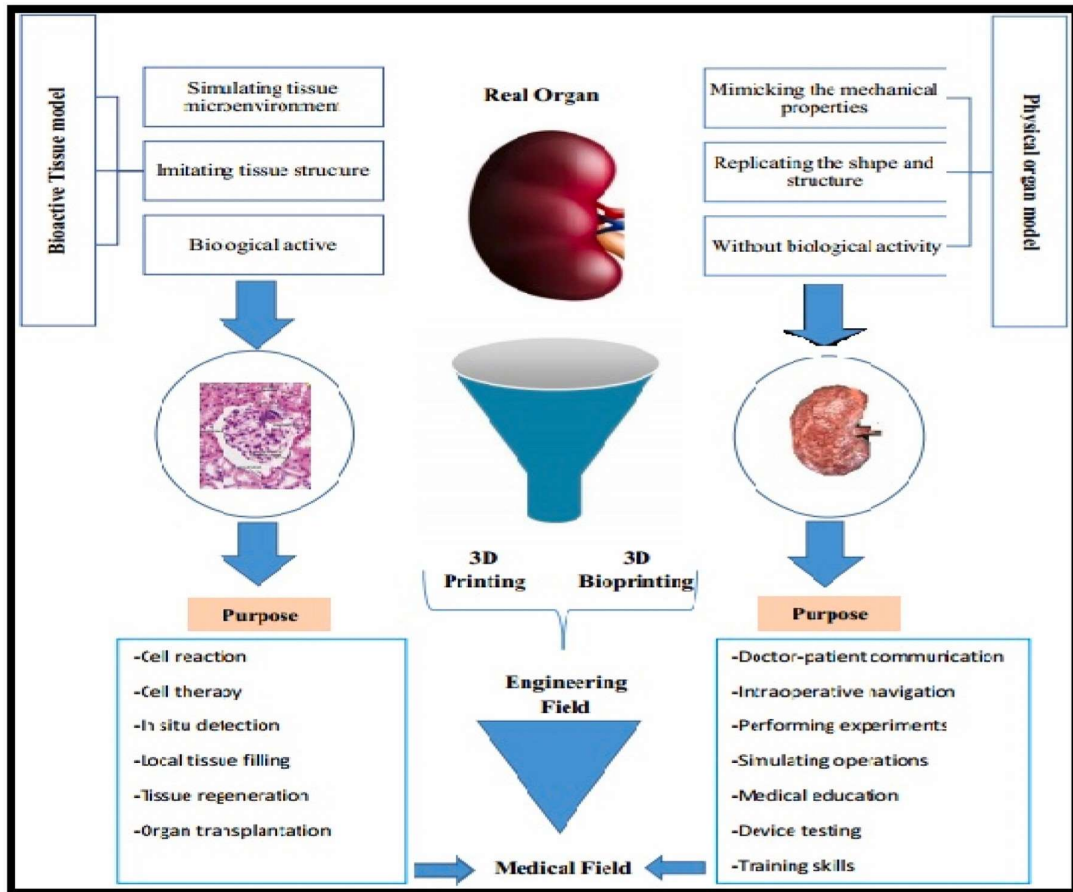 Bioactive Tissue model
Simulating tissue
microenvironment
Imitating tissue structure
Biological active
Real Organ
Mimicking the mechanical
properties
Replicating the shape and
structure
Without biological activity
Physical organ model
3D
Printing
3D
Bioprinting
Purpose
-Cell reaction
-Cell therapy
-In situ detection
-Local tissue filling
-Tissue regeneration
-Organ transplantation
Engineering
Field
Medical Field
Purpose
-Doctor-patient communication
-Intraoperative navigation
-Performing experiments
-Simulating operations
-Medical education
-Device testing
-Training skills